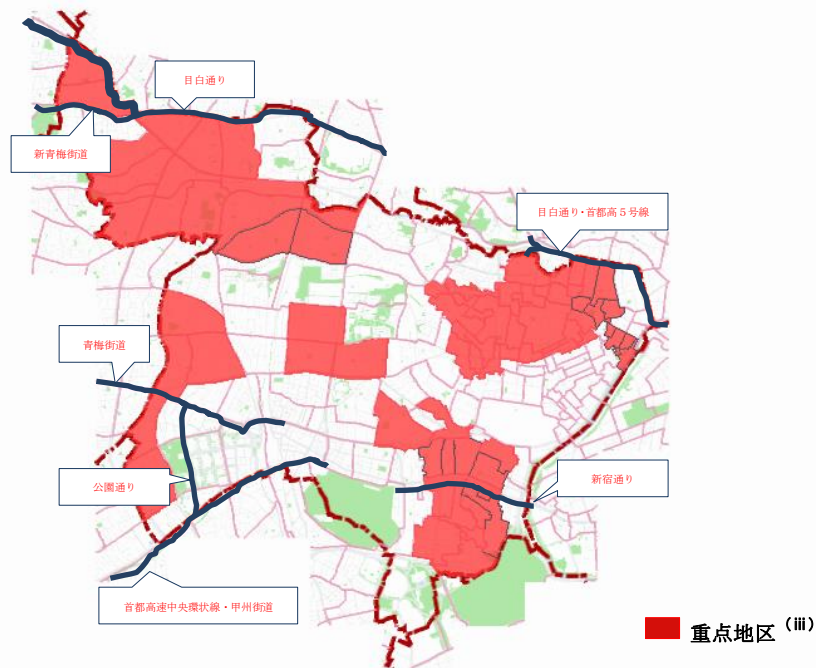 目白通り
新青梅街道
目白通り・首都高５号線
青梅街道
公園通り
新宿通り
首都高速中央環状線・甲州街道
重点地区（iii）